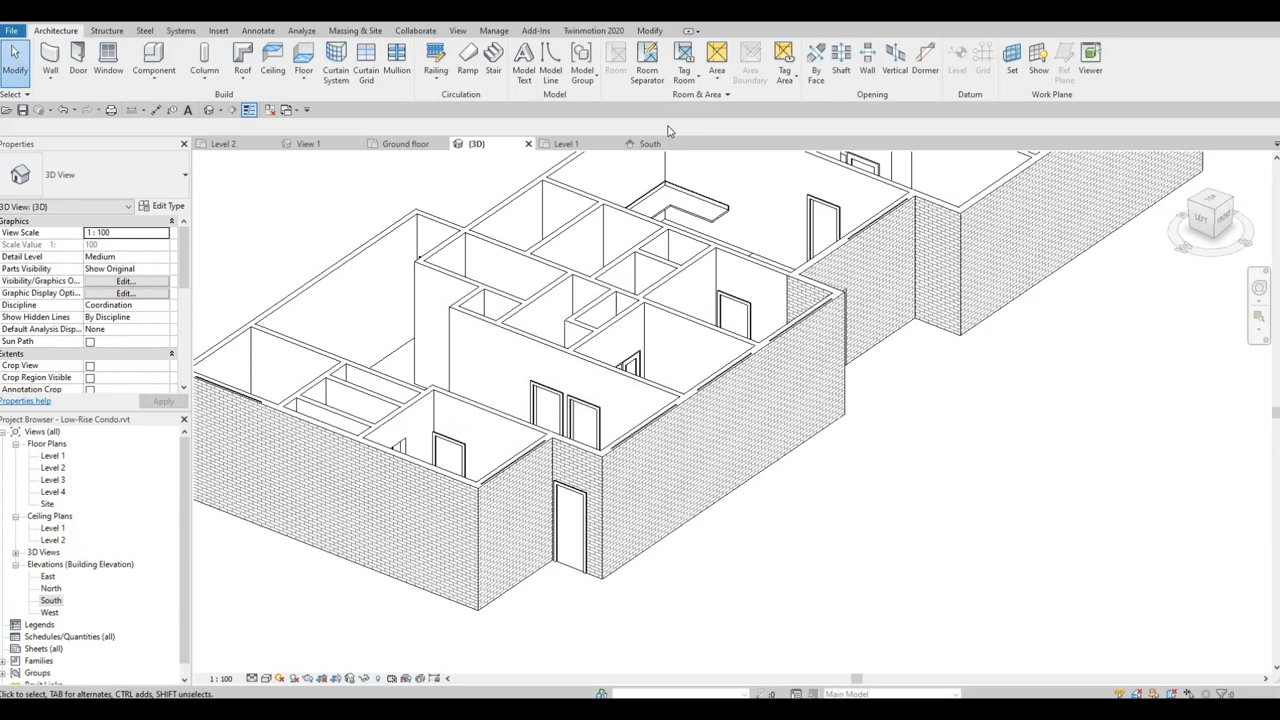 File Architecture Structure Steel Systems Insert Annotate Analyze Massing & Site Collaborate View Manage Add-Ins Twinmotion 2020 Modify
Modify Wall Door Window Component Column Roof Ceiling Floor Curtain System Curtain Grid Mullion Railing Ramp Stair Model Text Model Line Model Group Room Room Separator Tag Room Area Area Boundary Tag Area By Face Shaft Wall Vertical Dormer Level Grid Set Show Ref Plane Viewer
Select Build Circulation Model Room & Area Opening Datum Work Plane
Properties
Level 2 View 1 Ground floor {3D} Level 1 South
3D View
3D View: {3D} Edit Type
Graphics
View Scale 1 : 100
Scale Value 1: 100
Detail Level Medium
Parts Visibility Show Original
Visibility/Graphics O... Edit...
Graphic Display Opti... Edit...
Discipline Coordination
Show Hidden Lines By Discipline
Default Analysis Disp... None
Sun Path
Extents
Crop View
Crop Region Visible
Annotation Crop
Properties help Apply
Project Browser - Low-Rise Condo.rvt
Views (all)
Floor Plans
Level 1
Level 2
Level 3
Level 4
Site
Ceiling Plans
Level 1
Level 2
3D Views
Elevations (Building Elevation)
East
North
South
West
Legends
Schedules/Quantities (all)
Sheets (all)
Families
Groups
Revit Links
LEFT FRONT
1 : 100
Click to select, TAB for alternates, CTRL adds, SHIFT unselects. :0 Main Model :0